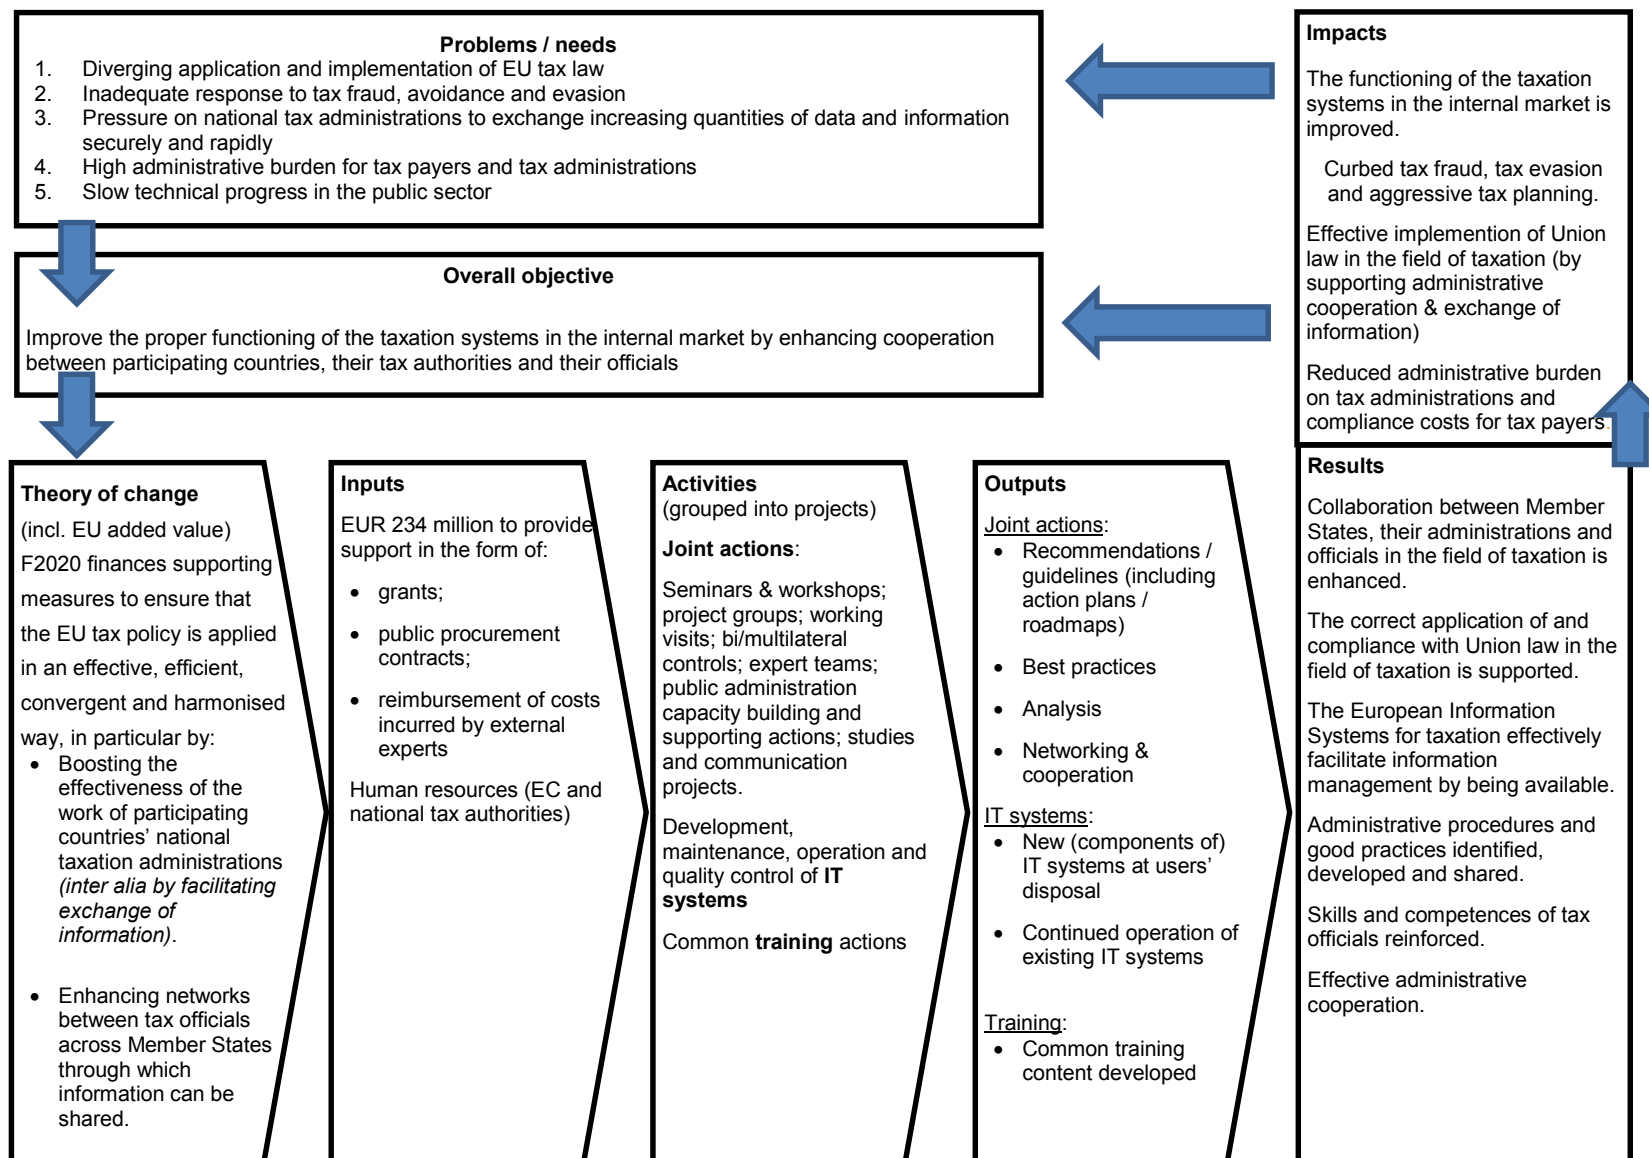 Problems / needs
1. Diverging application and implementation of EU tax law
2. Inadequate response to tax fraud, avoidance and evasion
3. Pressure on national tax administrations to exchange increasing quantities of data and information
securely and rapidly
4. High administrative burden for tax payers and tax administrations
5. Slow technical progress in the public sector
Overall objective
Improve the proper functioning of the taxation systems in the internal market by enhancing cooperation
between participating countries, their tax authorities and their officials
Theory of change
(incl. EU added value)
F2020 finances supporting
measures to ensure that
the EU tax policy is applied
in an effective, efficient,
convergent and harmonised
way, in particular by:
• Boosting the
effectiveness of the
work of participating
countries' national
taxation administrations
(inter alia by facilitating
exchange of
information).
• Enhancing networks
between tax officials
across Member States
through which
information can be
shared.
Inputs
EUR 234 million to provide
support in the form of:
• grants;
• public procurement
contracts;
• reimbursement of costs
incurred by external
experts
Human resources (EC and
national tax authorities)
Activities
(grouped into projects)
Joint actions:
Seminars & workshops;
project groups; working
visits; bi/multilateral
controls; expert teams;
public administration
capacity building and
supporting actions; studies
and communication
projects.
Development,
maintenance, operation and
quality control of IT
systems
Common training actions
Outputs
Joint actions:
• Recommendations /
guidelines (including
action plans /
roadmaps)
• Best practices
• Analysis
• Networking &
cooperation
IT systems:
• New (components of)
IT systems at users'
disposal
• Continued operation of
existing IT systems
Training:
• Common training
content developed
Impacts
The functioning of the taxation
systems in the internal market is
improved.
Curbed tax fraud, tax evasion
and aggressive tax planning.
Effective implemention of Union
law in the field of taxation (by
supporting administrative
cooperation & exchange of
information)
Reduced administrative burden
on tax administrations and
compliance costs for tax payers.
Results
Collaboration between Member
States, their administrations and
officials in the field of taxation is
enhanced.
The correct application of and
compliance with Union law in the
field of taxation is supported.
The European Information
Systems for taxation effectively
facilitate information
management by being available.
Administrative procedures and
good practices identified,
developed and shared.
Skills and competences of tax
officials reinforced.
Effective administrative
cooperation.